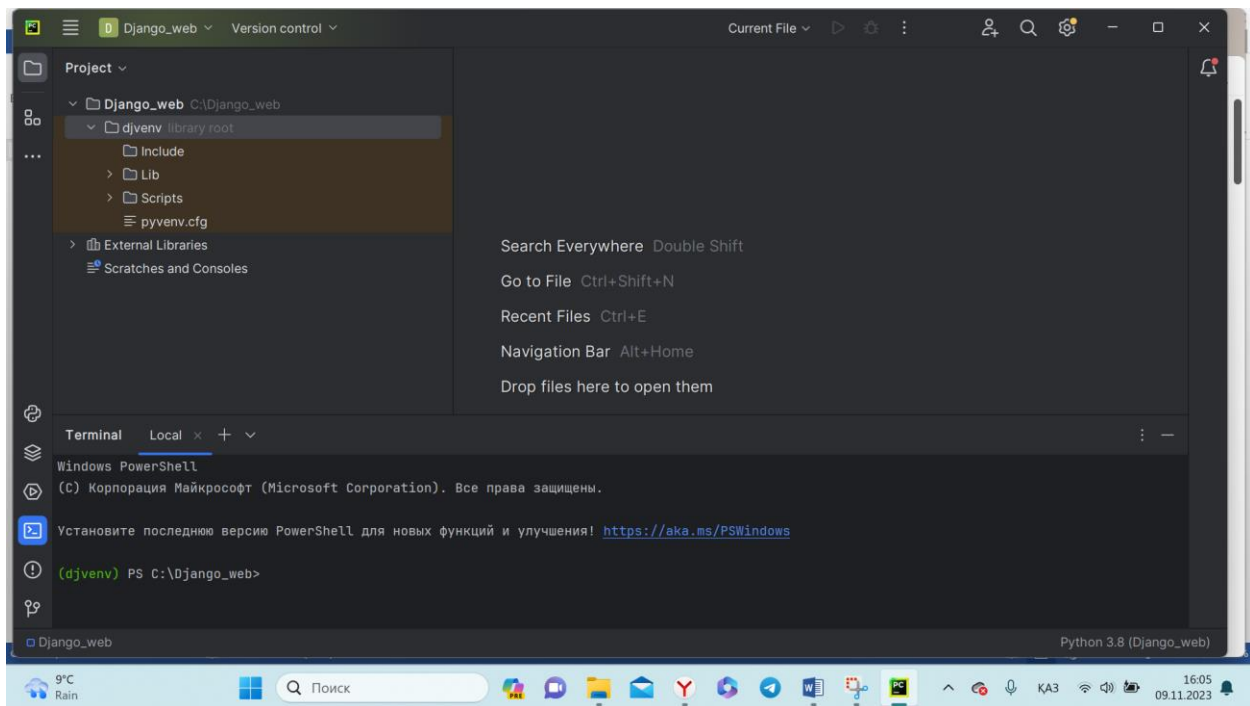 PC D Django_web Version control Current File
Project
Django_web C:\Django_web
djvenv library root
Include
Lib
Scripts
pyvenv.cfg
External Libraries
Scratches and Consoles
Search Everywhere Double Shift
Go to File Ctrl+Shift+N
Recent Files Ctrl+E
Navigation Bar Alt+Home
Drop files here to open them
Terminal Local × +
Windows PowerShell
(C) Корпорация Майкрософт (Microsoft Corporation). Все права защищены.
Установите последнюю версию PowerShell для новых функций и улучшения! https://aka.ms/PSWindows
(djvenv) PS C:\Django_web>
Django_web Python 3.8 (Django_web)
9°C
Rain
Поиск
PRE
Y
W
PC
ҚАЗ
16:05
09.11.2023